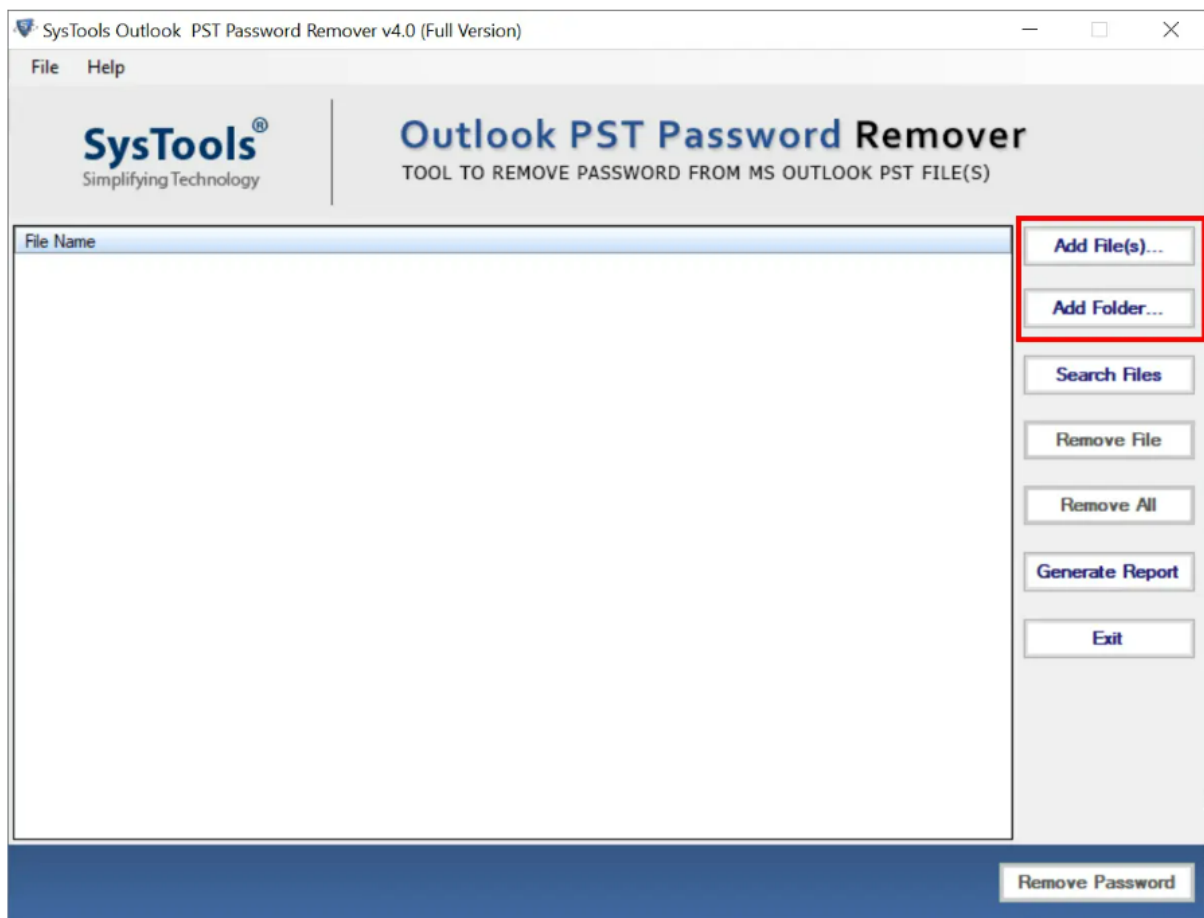 SysTools Outlook  PST Password Remover v4.0 (Full Version)
File Help
SysTools®
Simplifying Technology
Outlook PST Password Remover
TOOL TO REMOVE PASSWORD FROM MS OUTLOOK PST FILE(S)
File Name
Add File(s)...
Add Folder...
Search Files
Remove File
Remove All
Generate Report
Exit
Remove Password